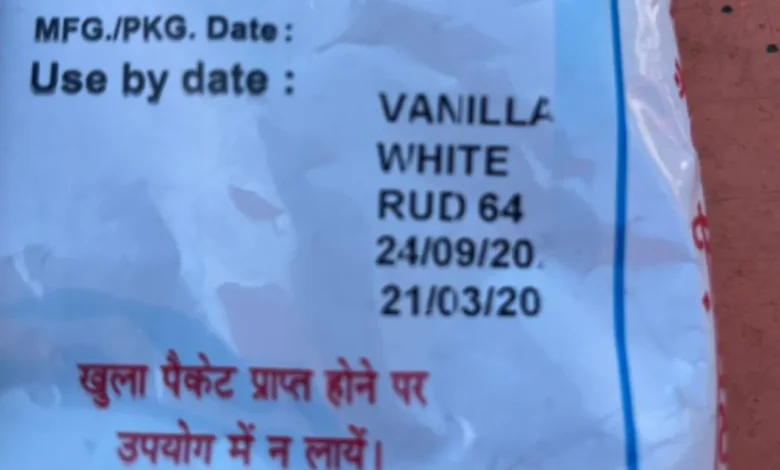 MFG./PKG. Date :
Use by date :
VANILLA
WHITE
RUD 64
24/09/20
21/03/20
खुला पैकेट प्राप्त होने पर
उपयोग में न लायें।